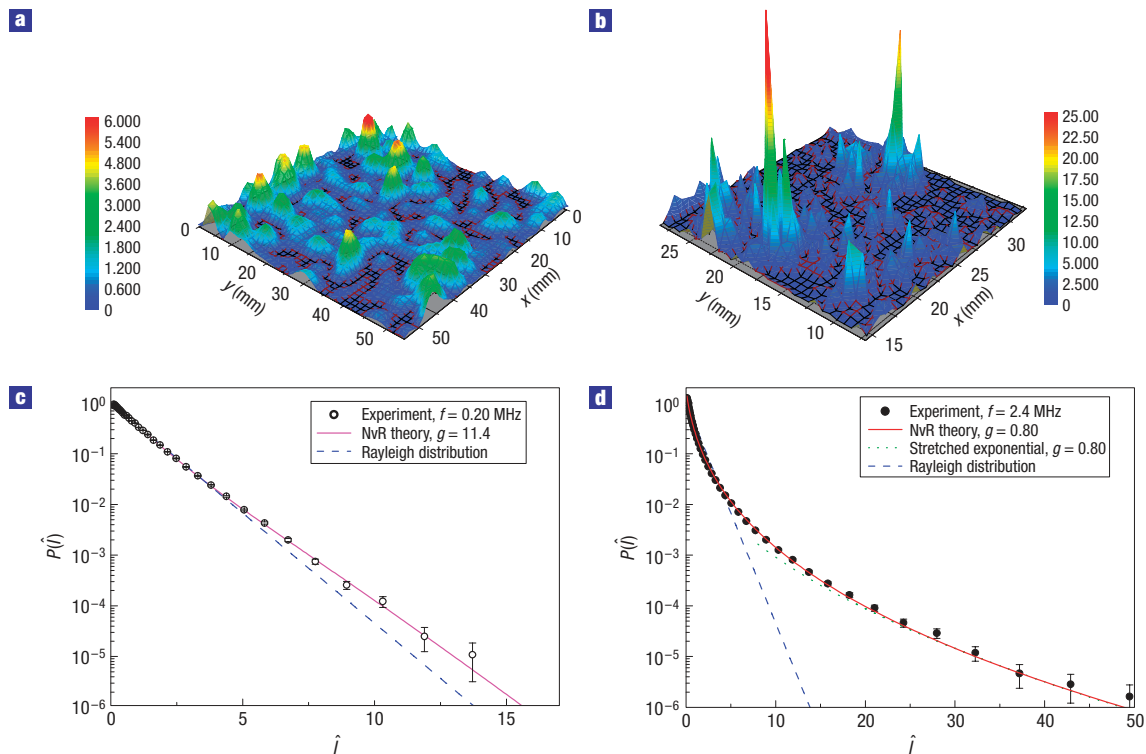 a
6.000
5.400
4.800
3.600
3.000
2.400
1.800
1.200
0.600
0
0
10
20
30
40
50
y (mm)
0
10
20
30
40
50
x (mm)
b
25.00
22.50
20.00
17.50
15.00
12.50
10.00
5.000
2.500
0
25
20
15
10
y (mm)
30
25
20
15
x (mm)
c
10⁰
10⁻¹
10⁻²
10⁻³
10⁻⁴
10⁻⁵
10⁻⁶
P(Î)
Experiment, f = 0.20 MHz
NvR theory, g = 11.4
Rayleigh distribution
0 5 10 15
Î
d
10⁰
10⁻¹
10⁻²
10⁻³
10⁻⁴
10⁻⁵
10⁻⁶
P(Î)
Experiment, f = 2.4 MHz
NvR theory, g = 0.80
Stretched exponential, g = 0.80
Rayleigh distribution
0 10 20 30 40 50
Î